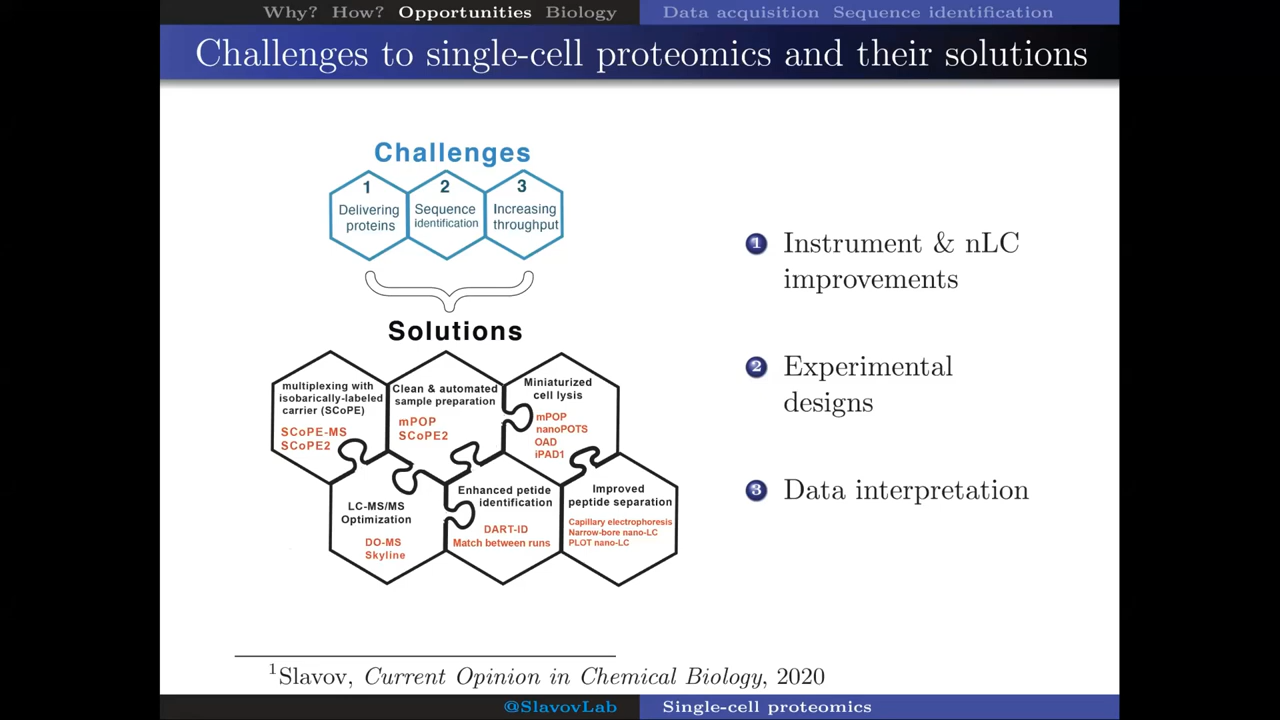 Why? How? Opportunities Biology Data acquisition Sequence identification
Challenges to single-cell proteomics and their solutions
Challenges
1
Delivering
proteins
2
Sequence
identification
3
Increasing
throughput
Solutions
multiplexing with
isobarically-labeled
carrier (SCoPE)
SCoPE-MS
SCoPE2
Clean & automated
sample preparation
mPOP
SCoPE2
Miniaturized
cell lysis
mPOP
nanoPOTS
OAD
iPAD1
LC-MS/MS
Optimization
DO-MS
Skyline
Enhanced petide
identification
DART-ID
Match between runs
Improved
peptide separation
Capillary electrophoresis
Narrow-bore nano-LC
PLOT nano-LC
1 Instrument & nLC
improvements
2 Experimental
designs
3 Data interpretation
1Slavov, Current Opinion in Chemical Biology, 2020
@SlavovLab Single-cell proteomics